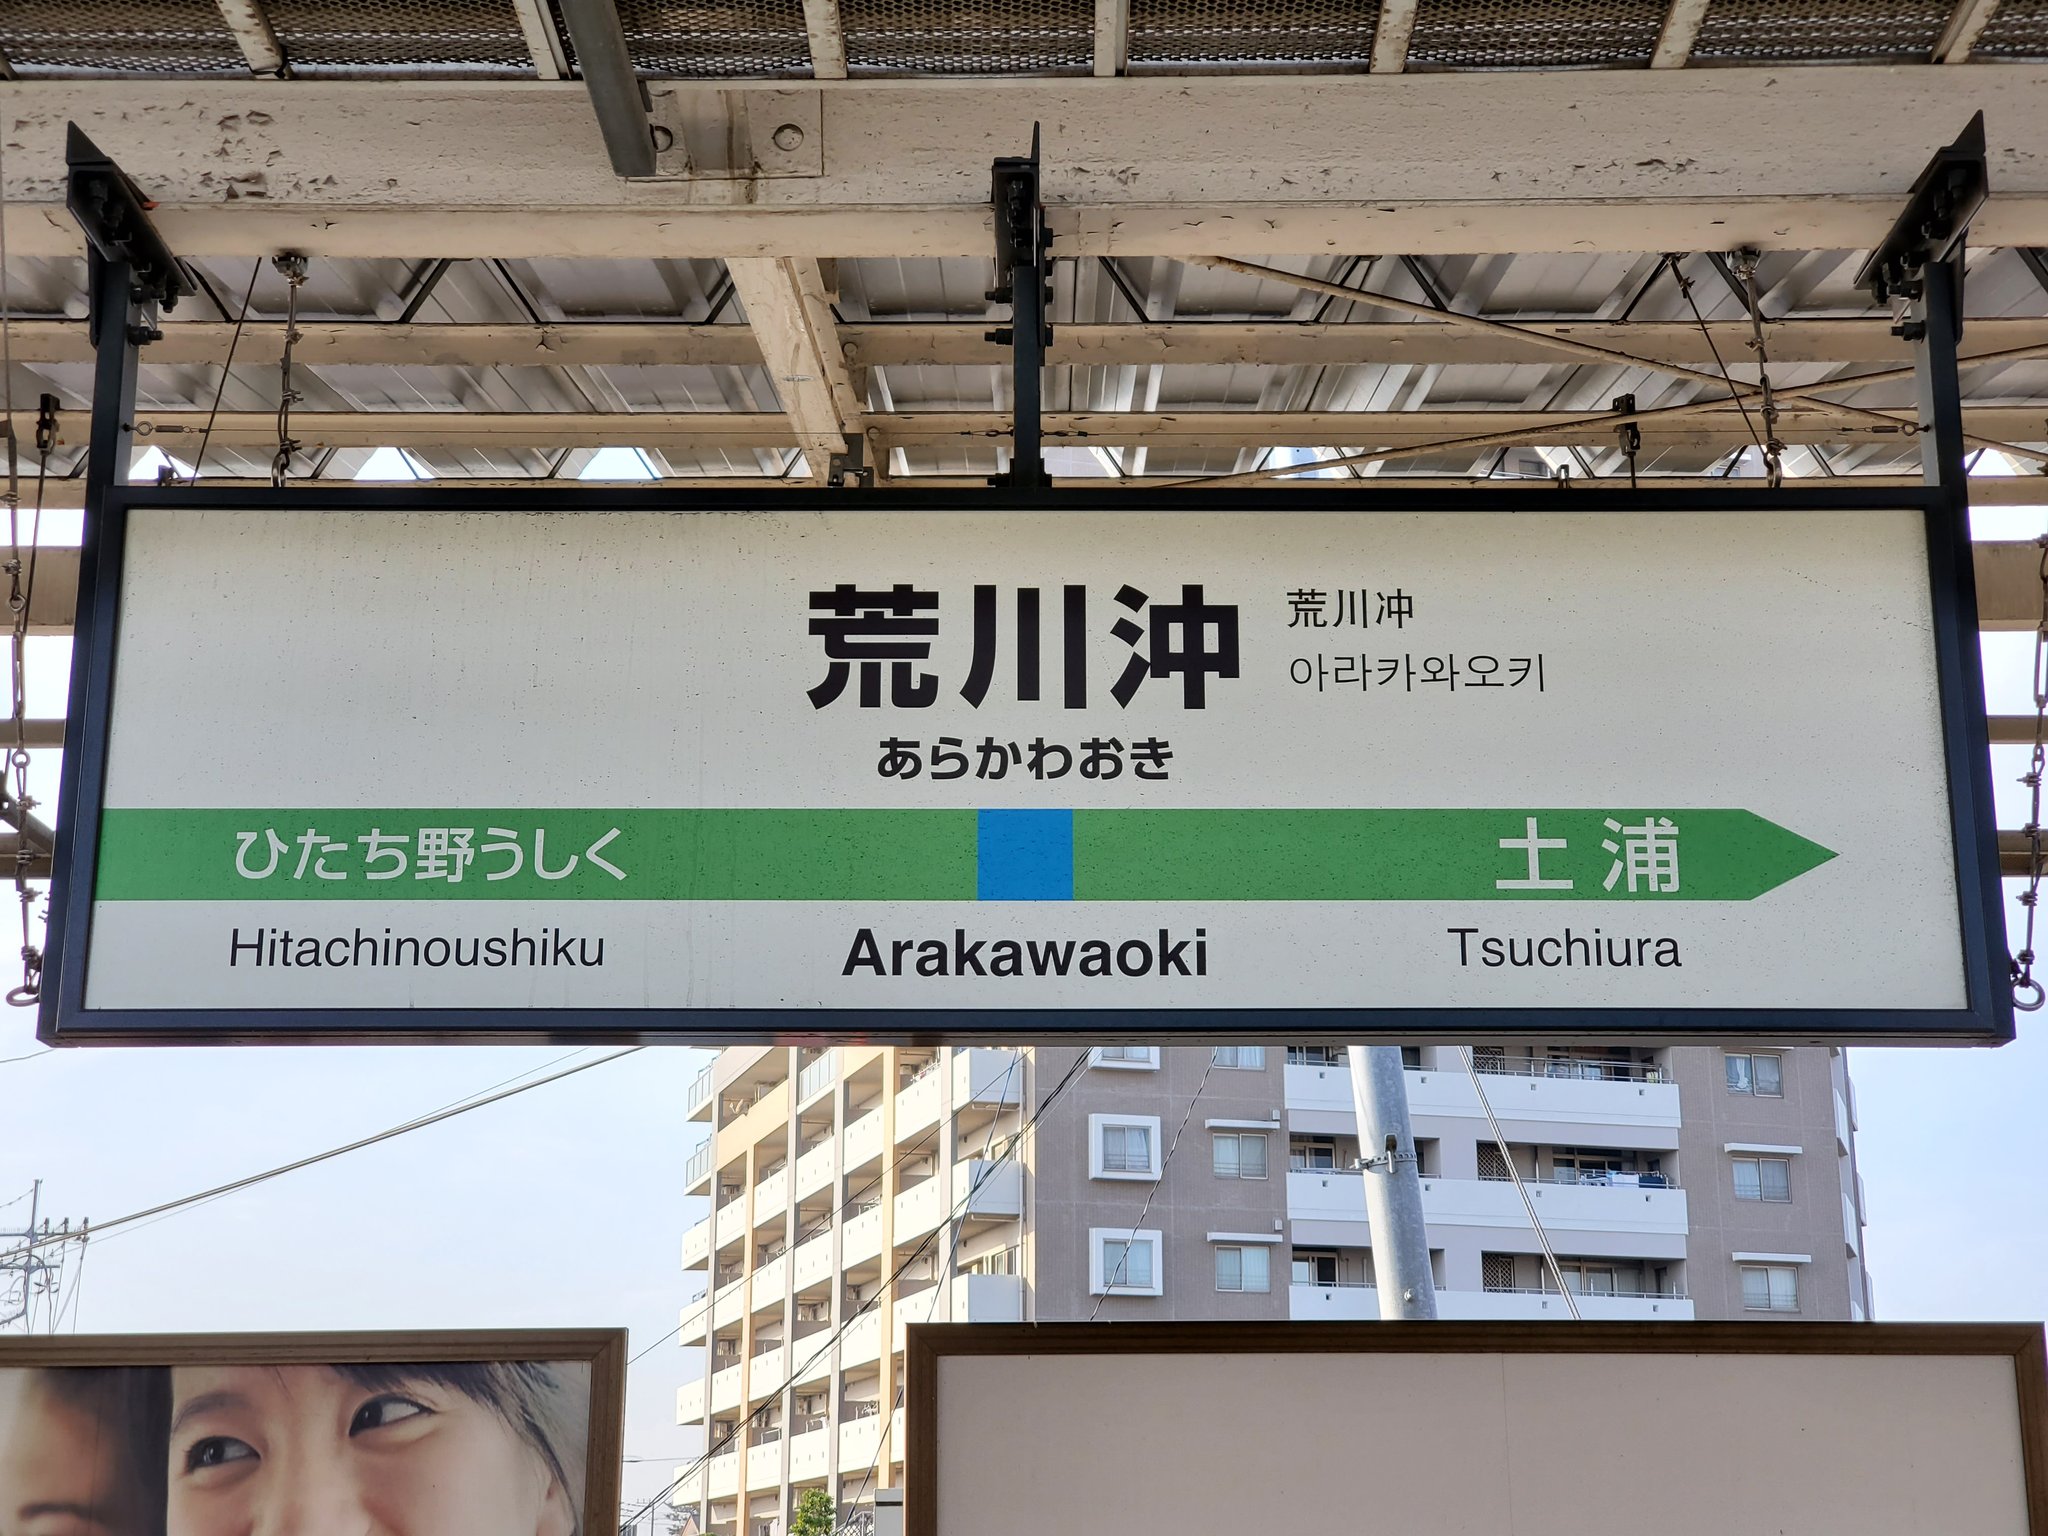 荒川沖
荒川冲
아라카와오키
あらかわおき
ひたち野うしく
土浦
Hitachinoushiku
Arakawaoki
Tsuchiura